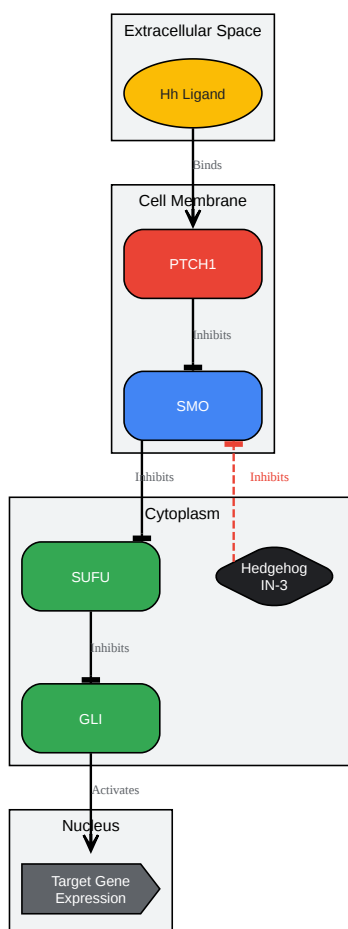 Extracellular Space
Hh Ligand
Binds
Cell Membrane
PTCH1
Inhibits
SMO
Inhibits
Inhibits
Cytoplasm
SUFU
Hedgehog
IN-3
Inhibits
GLI
Activates
Nucleus
Target Gene
Expression